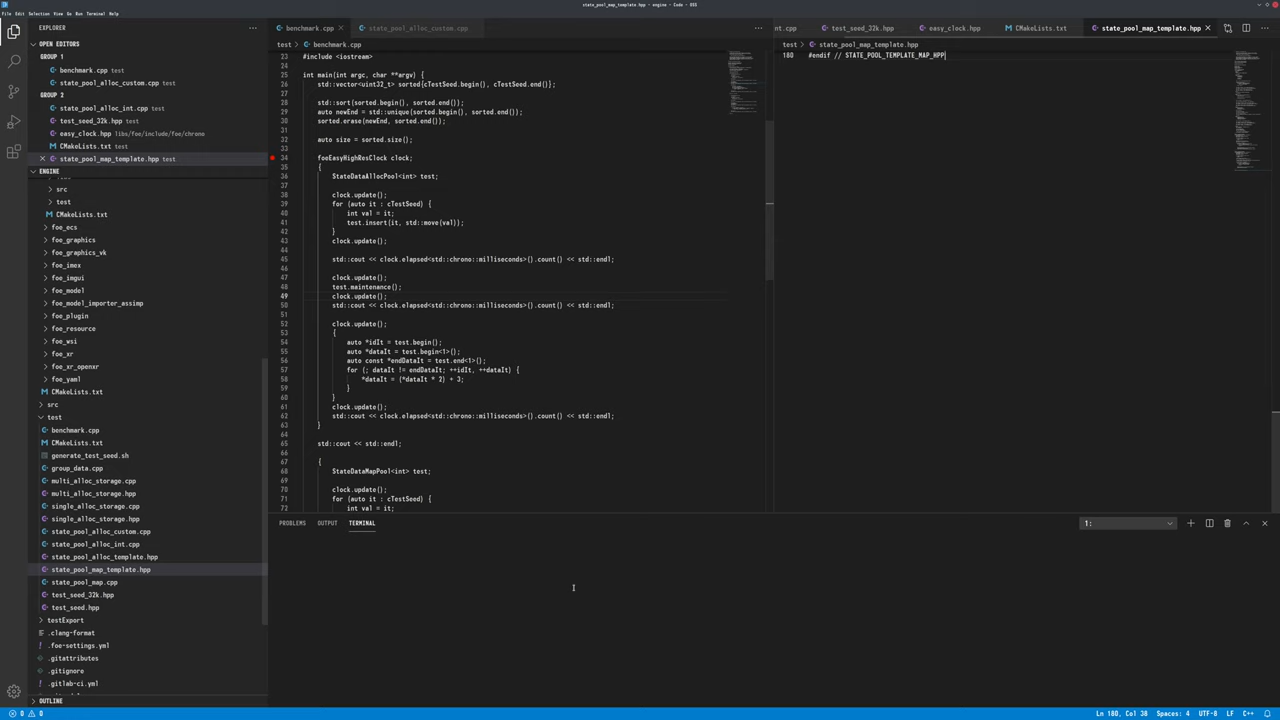 state_pool_map_template.hpp - engine - Code - OSS
File Edit Selection View Go Run Terminal Help
EXPLORER
OPEN EDITORS
GROUP 1
benchmark.cpp test
state_pool_alloc_custom.cpp test
GROUP 2
state_pool_alloc_int.cpp test
test_seed_32k.hpp test
easy_clock.hpp libs/foe/include/foe/chrono
CMakeLists.txt test
state_pool_map_template.hpp test
ENGINE
src
test
CMakeLists.txt
foe_ecs
foe_graphics
foe_graphics_vk
foe_imex
foe_imgui
foe_model
foe_model_importer_assimp
foe_plugin
foe_resource
foe_wsi
foe_xr
foe_xr_openxr
foe_yaml
CMakeLists.txt
src
test
benchmark.cpp
CMakeLists.txt
generate_test_seed.sh
group_data.cpp
multi_alloc_storage.cpp
multi_alloc_storage.hpp
single_alloc_storage.cpp
single_alloc_storage.hpp
state_pool_alloc_custom.cpp
state_pool_alloc_int.cpp
state_pool_alloc_template.hpp
state_pool_map_template.hpp
state_pool_map.cpp
test_seed_32k.hpp
test_seed.hpp
testExport
.clang-format
.foe-settings.yml
.gitattributes
.gitignore
.gitlab-ci.yml
OUTLINE
benchmark.cpp state_pool_alloc_custom.cpp
test > benchmark.cpp
23 #include <iostream>
24
25 int main(int argc, char **argv) {
26 std::vector<uint32_t> sorted{cTestSeed.begin(), cTestSeed.end()};
27
28 std::sort(sorted.begin(), sorted.end());
29 auto newEnd = std::unique(sorted.begin(), sorted.end());
30 sorted.erase(newEnd, sorted.end());
31
32 auto size = sorted.size();
33
34 foeEasyHighResClock clock;
35 {
36 StateDataAllocPool<int> test;
37
38 clock.update();
39 for (auto it : cTestSeed) {
40 int val = it;
41 test.insert(it, std::move(val));
42 }
43 clock.update();
44
45 std::cout << clock.elapsed<std::chrono::milliseconds>().count() << std::endl;
46
47 clock.update();
48 test.maintenance();
49 clock.update();
50 std::cout << clock.elapsed<std::chrono::milliseconds>().count() << std::endl;
51
52 clock.update();
53 {
54 auto *idIt = test.begin();
55 auto *dataIt = test.begin<1>();
56 auto const *endDataIt = test.end<1>();
57 for (; dataIt != endDataIt; ++idIt, ++dataIt) {
58 *dataIt = (*dataIt * 2) + 3;
59 }
60 }
61 clock.update();
62 std::cout << clock.elapsed<std::chrono::milliseconds>().count() << std::endl;
63 }
64
65 std::cout << std::endl;
66
67 {
68 StateDataMapPool<int> test;
69
70 clock.update();
71 for (auto it : cTestSeed) {
72 int val = it;
nt.cpp test_seed_32k.hpp easy_clock.hpp CMakeLists.txt state_pool_map_template.hpp
test > state_pool_map_template.hpp
180 #endif // STATE_POOL_TEMPLATE_MAP_HPP
PROBLEMS OUTPUT TERMINAL
1:
0 0
Ln 180, Col 38 Spaces: 4 UTF-8 LF C++